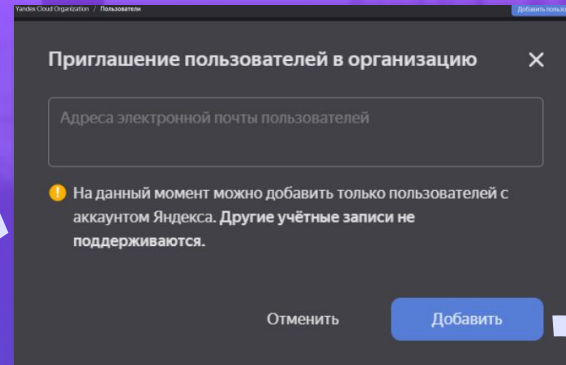 Yandex Cloud Organization / Пользователи
Добавить
Приглашение пользователей в организацию
Адреса электронной почты пользователей
На данный момент можно добавить только пользователей с
аккаунтом Яндекса. Другие учётные записи не
поддерживаются.
Отменить
Добавить